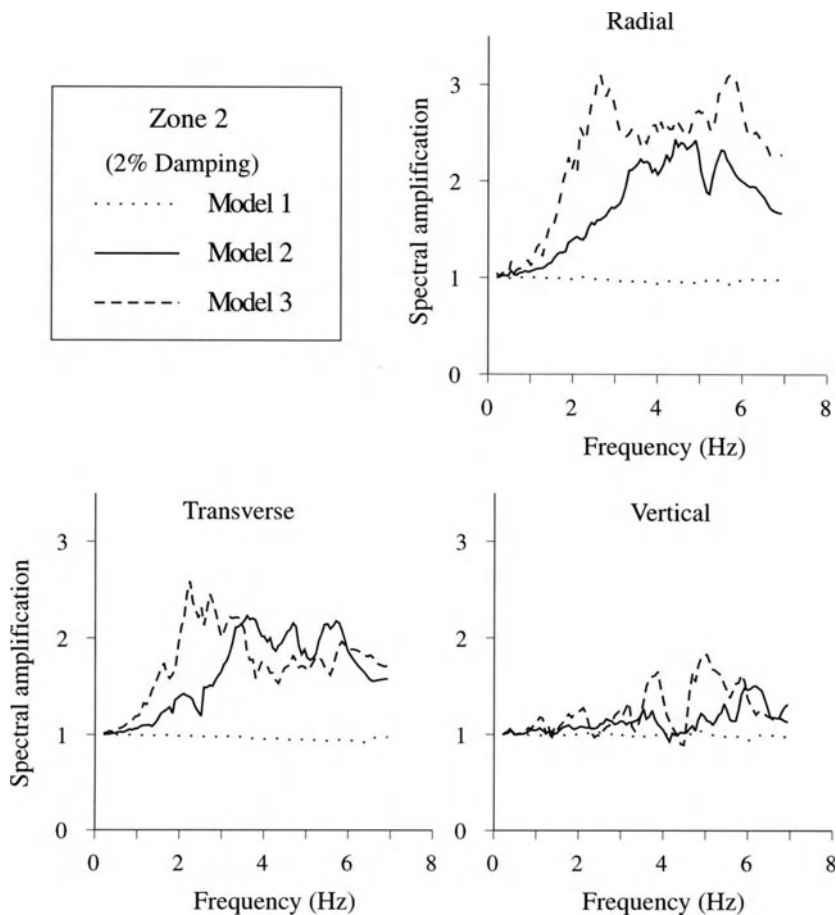 Zone 2
(2% Damping)
Model 1
Model 2
Model 3
Radial
Spectral amplification
3
2
1
0
0 2 4 6 8
Frequency (Hz)
Transverse
Spectral amplification
3
2
1
0
0 2 4 6 8
Frequency (Hz)
Vertical
3
2
1
0
0 2 4 6 8
Frequency (Hz)